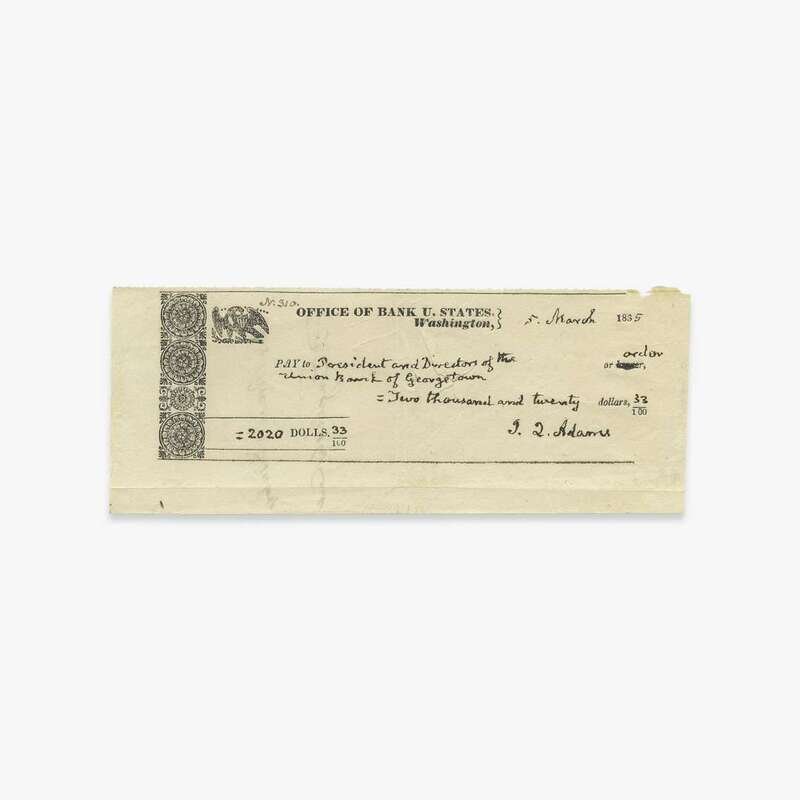 N. 310.
OFFICE OF BANK U. STATES,
Washington, 5. March 1835
PAY to President and Directors of the order
Union Bank of Georgetown or bearer,
= Two thousand and twenty dollars, 33/100
= 2020 DOLLS. 33/100
J. Q. Adams